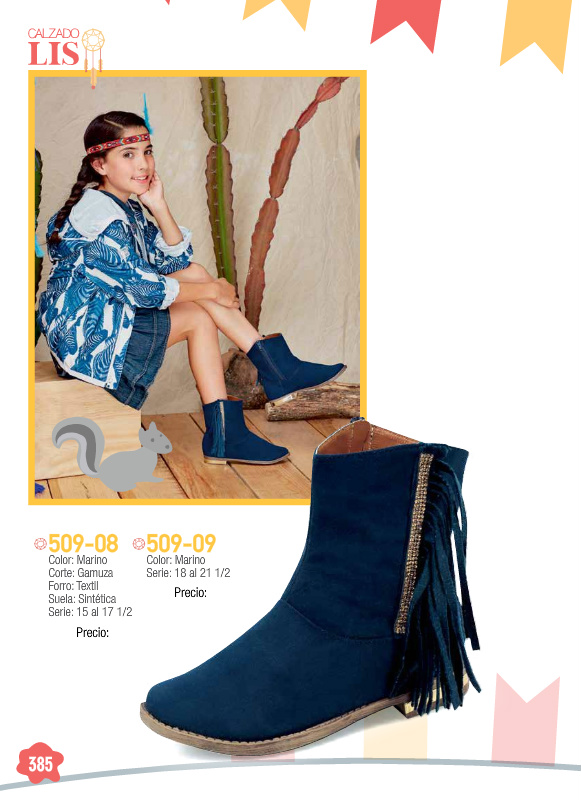 CALZADO
LIS
509-08
Color: Marino
Corte: Gamuza
Forro: Textil
Suela: Sintética
Serie: 15 al 17 1/2
Precio:
509-09
Color: Marino
Serie: 18 al 21 1/2
Precio:
385